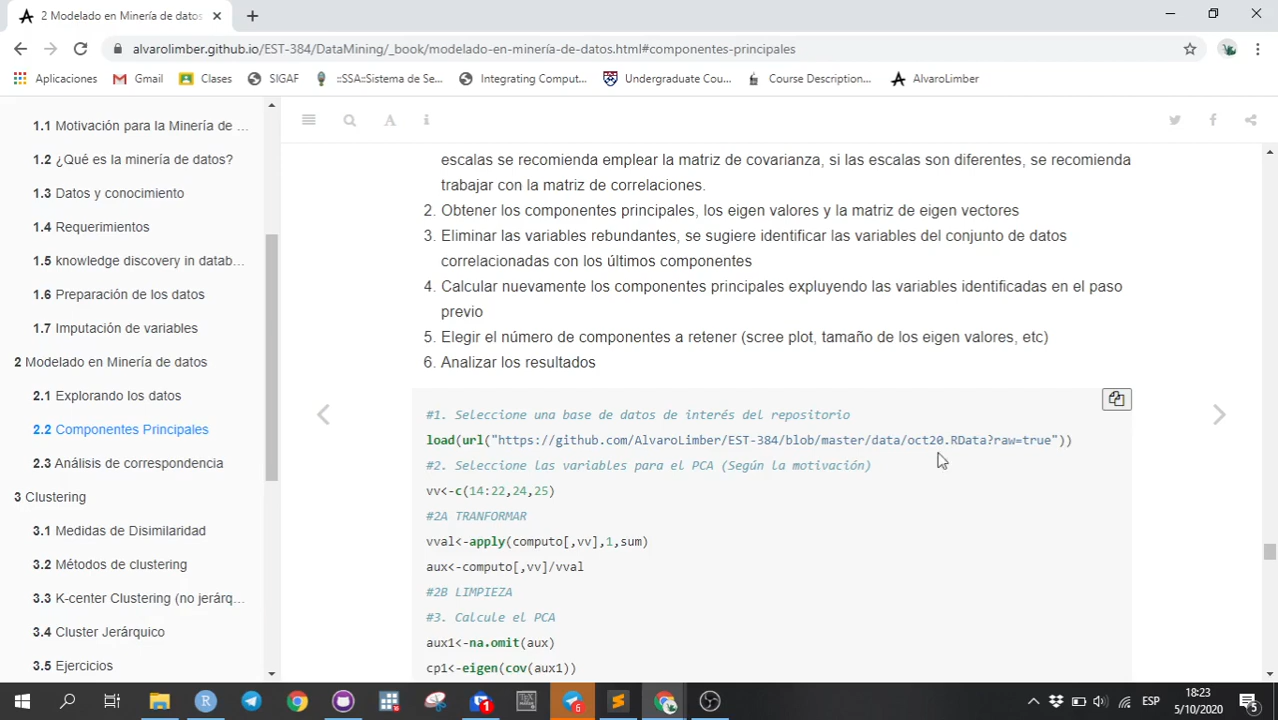 2 Modelado en Minería de datos
alvarolimber.github.io/EST-384/DataMining/_book/modelado-en-minería-de-datos.html#componentes-principales
Aplicaciones
Gmail
Clases
SIGAF
::SSA::Sistema de Se...
Integrating Comput...
Undergraduate Cou...
Course Description...
AlvaroLimber
1.1 Motivación para la Minería de ...
1.2 ¿Qué es la minería de datos?
1.3 Datos y conocimiento
1.4 Requerimientos
1.5 knowledge discovery in datab...
1.6 Preparación de los datos
1.7 Imputación de variables
2 Modelado en Minería de datos
2.1 Explorando los datos
2.2 Componentes Principales
2.3 Análisis de correspondencia
3 Clustering
3.1 Medidas de Disimilaridad
3.2 Métodos de clustering
3.3 K-center Clustering (no jerárq...
3.4 Cluster Jerárquico
3.5 Ejercicios
escalas se recomienda emplear la matriz de covarianza, si las escalas son diferentes, se recomienda
trabajar con la matriz de correlaciones.
2. Obtener los componentes principales, los eigen valores y la matriz de eigen vectores
3. Eliminar las variables rebundantes, se sugiere identificar las variables del conjunto de datos
correlacionadas con los últimos componentes
4. Calcular nuevamente los componentes principales expluyendo las variables identificadas en el paso
previo
5. Elegir el número de componentes a retener (scree plot, tamaño de los eigen valores, etc)
6. Analizar los resultados
#1. Seleccione una base de datos de interés del repositorio
load(url("https://github.com/AlvaroLimber/EST-384/blob/master/data/oct20.RData?raw=true"))
#2. Seleccione las variables para el PCA (Según la motivación)
vv<-c(14:22,24,25)
#2A TRANFORMAR
vval<-apply(computo[,vv],1,sum)
aux<-computo[,vv]/vval
#2B LIMPIEZA
#3. Calcule el PCA
aux1<-na.omit(aux)
cp1<-eigen(cov(aux1))
ESP
18:23
5/10/2020